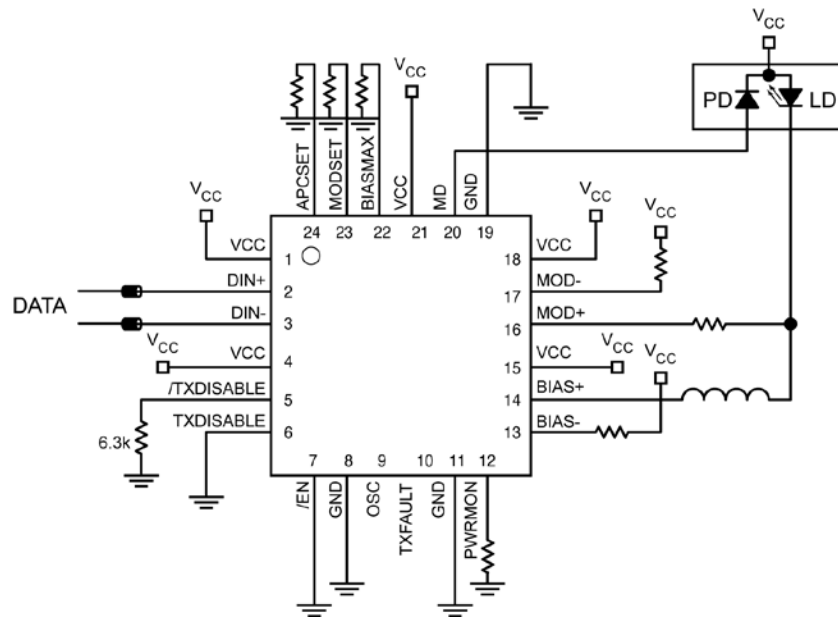 VCC
VCC
PD
LD
APCSET
MODSET
BIASMAX
VCC
MD
GND
24
23
22
21
20
19
VCC
VCC
1
VCC
18
VCC
VCC
DIN+
2
17
MOD-
DATA
DIN-
3
16
MOD+
VCC
VCC
4
15
VCC
VCC
VCC
/TXDISABLE
5
14
BIAS+
6.3k
TXDISABLE
6
13
BIAS-
7
8
9
10
11
12
/EN
GND
OSC
TXFAULT
GND
PWRMON